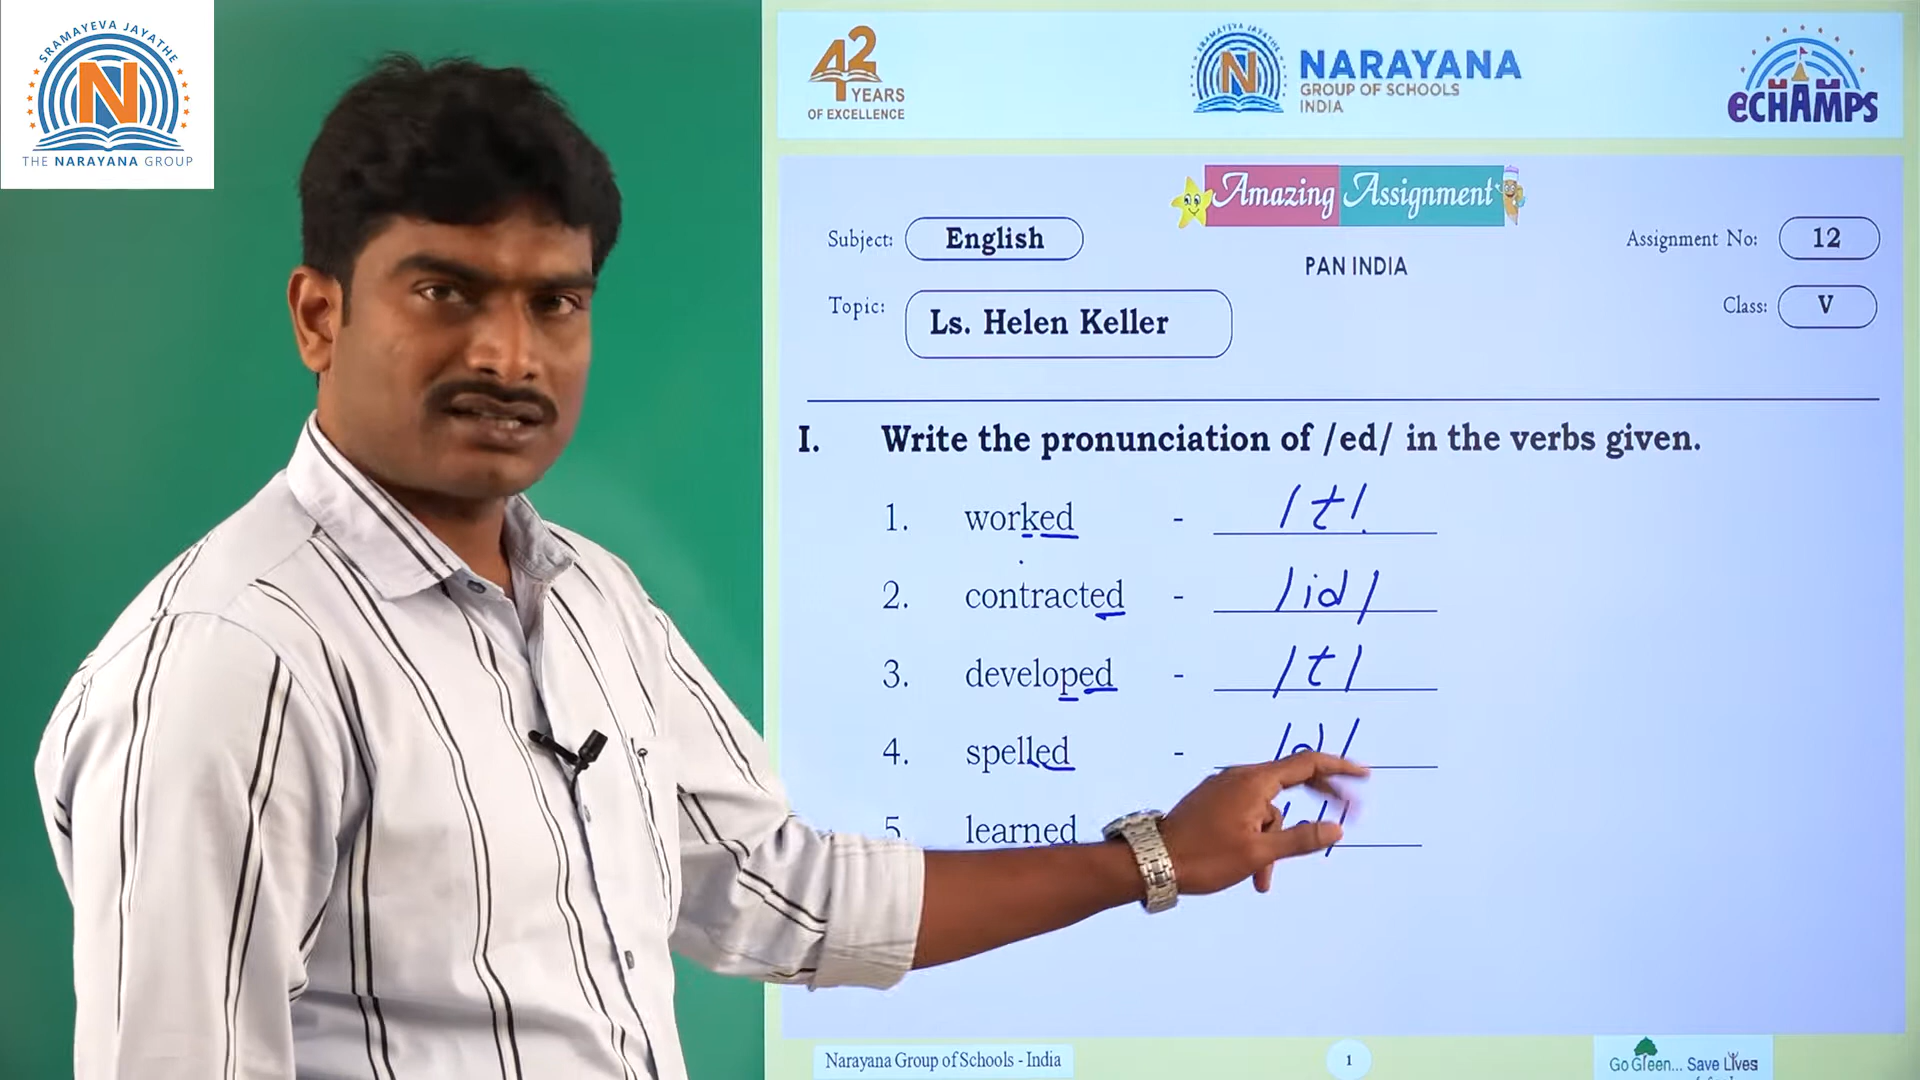 SRAMAYEVA JAYATHE
N
THE NARAYANA GROUP
42 YEARS
OF EXCELLENCE
SRAMAYEVA JAYATHE
N
NARAYANA
GROUP OF SCHOOLS
INDIA
eCHAMPS
Amazing Assignment
Subject: English
PAN INDIA
Assignment No: 12
Topic: Ls. Helen Keller
Class: V
I. Write the pronunciation of /ed/ in the verbs given.
1. worked - /t/.
2. contracted - /id/
3. developed - /t/
4. spelled - /d/
5. learned /d/
Narayana Group of Schools - India
1
Go Green... Save Lives